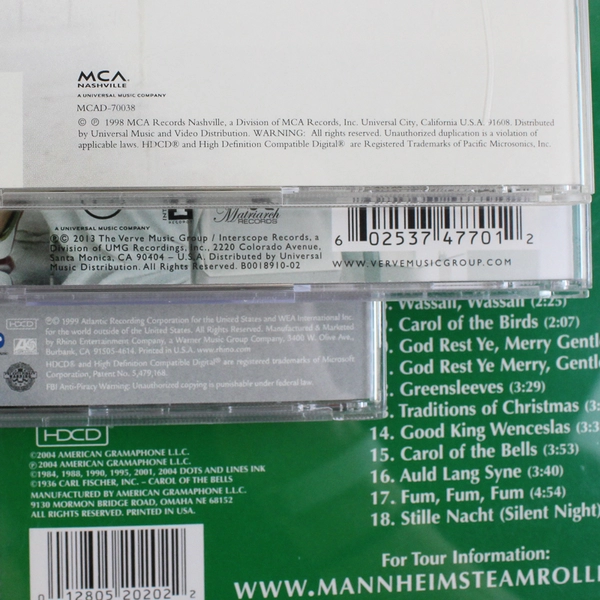 MCA
NASHVILLE
A UNIVERSAL MUSIC COMPANY
MCAD-70038
© ℗ 1998 MCA Records Nashville, a Division of MCA Records, Inc. Universal City, California U.S.A. 91608. Distributed
by Universal Music and Video Distribution. WARNING: All rights reserved. Unauthorized duplication is a violation of
applicable laws. HDCD® and High Definition Compatible Digital® are Registered Trademarks of Pacific Microsonics, Inc.
A UNIVERSAL MUSIC COMPANY
℗© 2013 The Verve Music Group / Interscope Records, a
Division of UMG Recordings, Inc., 2220 Colorado Avenue,
Santa Monica, CA 90404 – U.S.A. Distributed by Universal
Music Distribution. All Rights Reserved. B0018910-02
Matriarch
RECORDS
6 02537 47701 2
WWW.VERVEMUSICGROUP.COM
HDCD
℗© 1999 Atlantic Recording Corporation for the United States and WEA International Inc.
for the world outside of the United States. All Rights Reserved. Manufactured & Marketed
by Rhino Entertainment Company, a Warner Music Group Company, 3400 W. Olive Ave.,
Burbank, CA 91505-4614. Printed in U.S.A. www.rhino.com
HDCD® and High Definition Compatible Digital® are registered trademarks of Microsoft
Corporation, Patent No. 5,479,168.
FBI Anti-Piracy Warning: Unauthorized copying is punishable under federal law.
Wassail, Wassail (2:25)
Carol of the Birds (2:07)
God Rest Ye, Merry Gentle
God Rest Ye Merry, Gentle
Greensleeves (3:29)
Traditions of Christmas (3:
14. Good King Wenceslas (3:
15. Carol of the Bells (3:53)
16. Auld Lang Syne (3:40)
17. Fum, Fum, Fum (4:54)
18. Stille Nacht (Silent Night)
For Tour Information:
WWW.MANNHEIMSTEAMROLL
HDCD
©2004 AMERICAN GRAMAPHONE L.L.C.
℗2004 AMERICAN GRAMAPHONE L.L.C.
©1984, 1988, 1990, 1995, 2001, 2004 DOTS AND LINES INK
©1936 CARL FISCHER, INC. – CAROL OF THE BELLS
MANUFACTURED BY AMERICAN GRAMAPHONE L.L.C.
9130 MORMON BRIDGE ROAD, OMAHA NE 68152
ALL RIGHTS RESERVED. PRINTED IN USA.
0 12805 20202 2